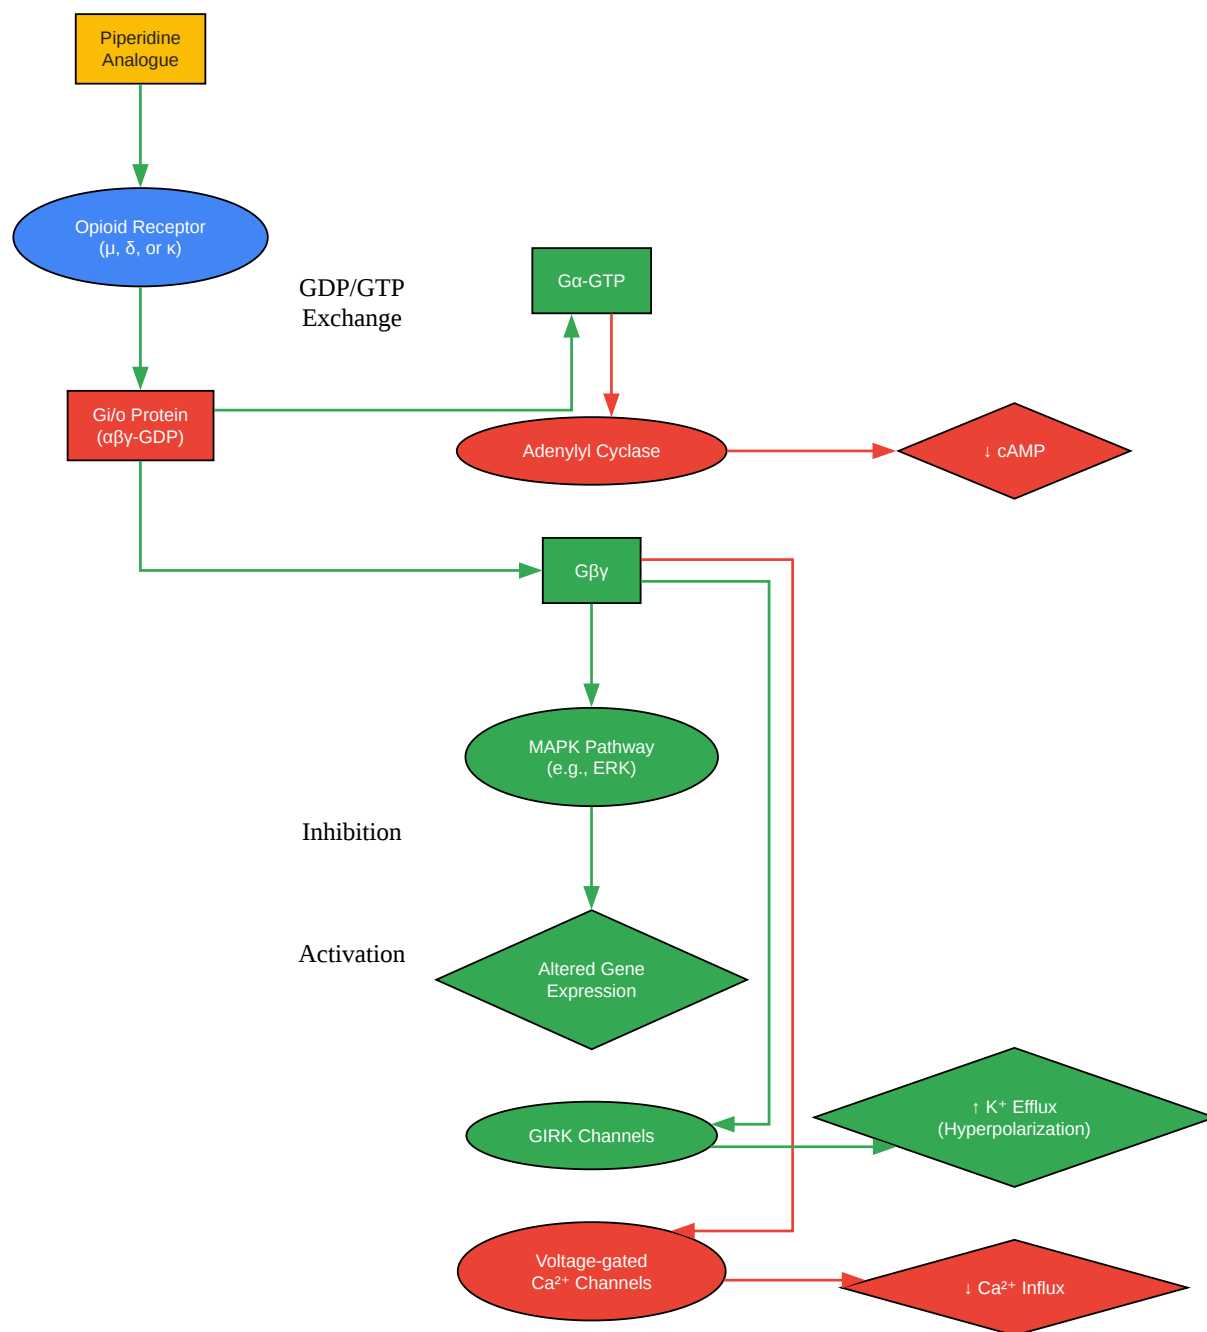 Piperidine
Analogue
Opioid Receptor
(μ, δ, or κ)
GDP/GTP
Exchange
Gα-GTP
Gi/o Protein
(αβγ-GDP)
Adenylyl Cyclase
↓ cAMP
Gβγ
MAPK Pathway
(e.g., ERK)
Inhibition
Activation
Altered Gene
Expression
GIRK Channels
↑ K⁺ Efflux
(Hyperpolarization)
Voltage-gated
Ca²⁺ Channels
↓ Ca²⁺ Influx